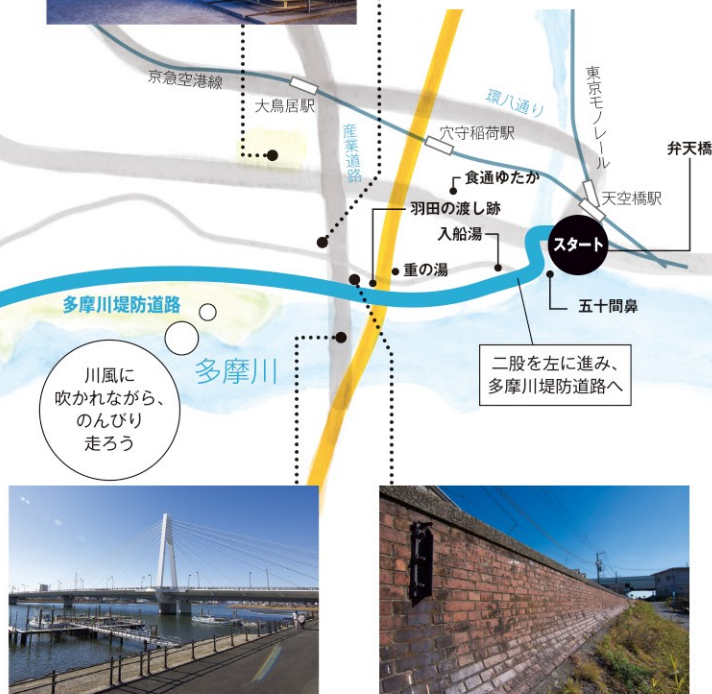 京急空港線
大鳥居駅
産業道路
環八通り
東京モノレール
穴守稲荷駅
弁天橋
食通ゆたか
天空橋駅
羽田の渡し跡
入船湯
スタート
重の湯
多摩川堤防道路
五十間鼻
二股を左に進み、
多摩川堤防道路へ
多摩川
川風に
吹かれながら、
のんびり
走ろう